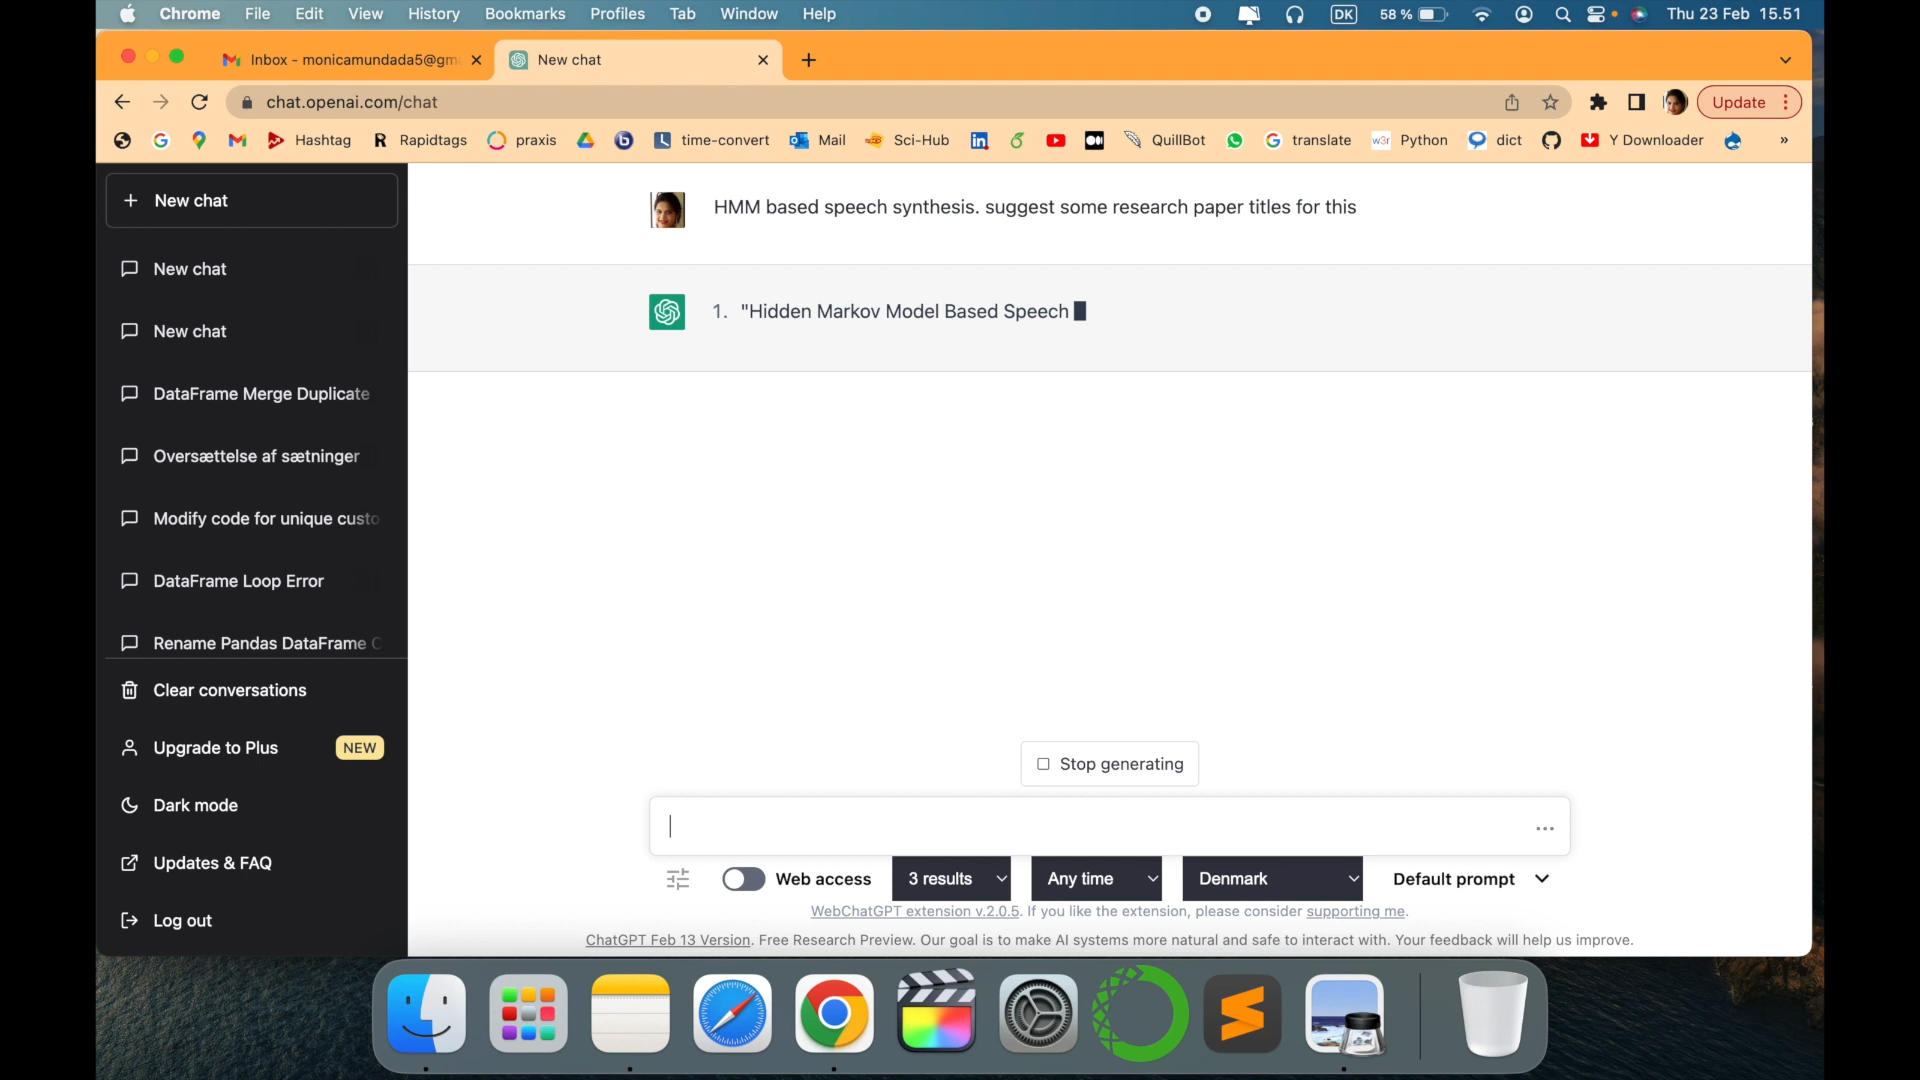 Chrome File Edit View History Bookmarks Profiles Tab Window Help DK 58 % Thu 23 Feb 15.51
Inbox - monicamundada5@gm
New chat
chat.openai.com/chat
Update
Hashtag
R Rapidtags
praxis
time-convert
Mail
Sci-Hub
QuillBot
translate
w3r Python
dict
Y Downloader
»
+ New chat
New chat
New chat
DataFrame Merge Duplicate
Oversættelse af sætninger
Modify code for unique custo
DataFrame Loop Error
Rename Pandas DataFrame C
Clear conversations
Upgrade to Plus NEW
Dark mode
Updates & FAQ
Log out
HMM based speech synthesis. suggest some research paper titles for this
1. "Hidden Markov Model Based Speech
Stop generating
Web access 3 results Any time Denmark Default prompt
WebChatGPT extension v.2.0.5. If you like the extension, please consider supporting me.
ChatGPT Feb 13 Version. Free Research Preview. Our goal is to make AI systems more natural and safe to interact with. Your feedback will help us improve.